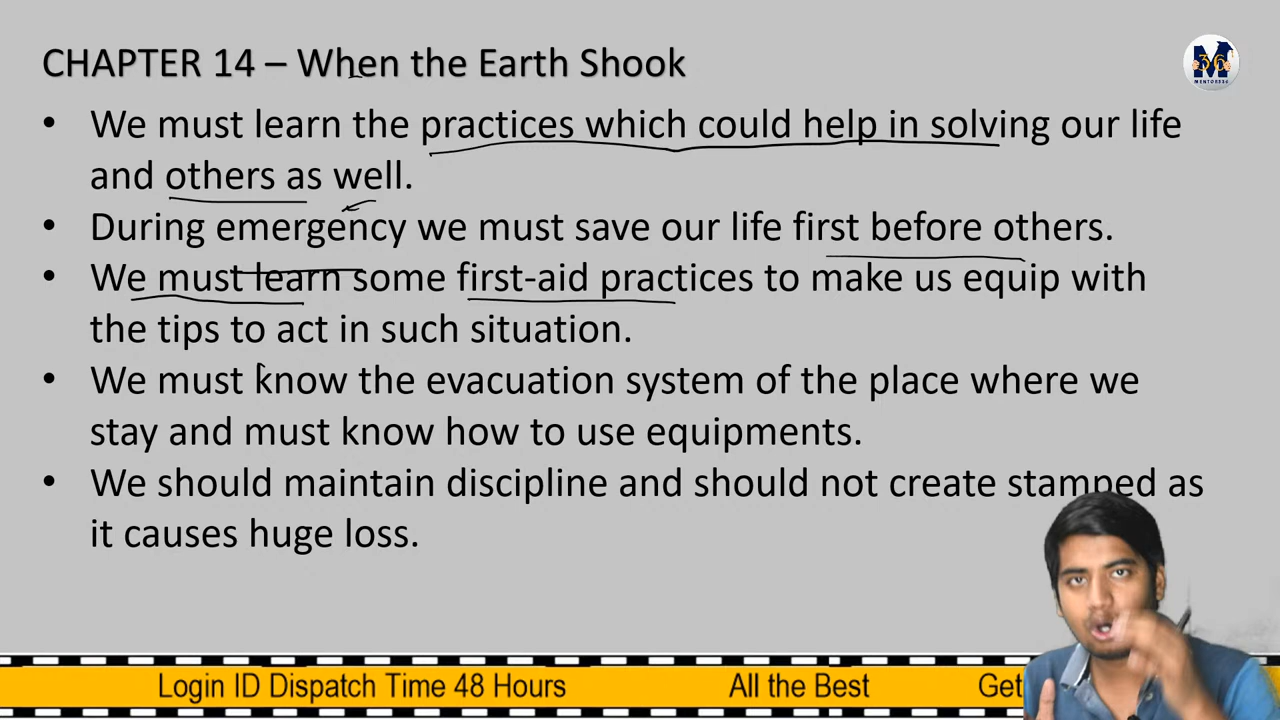 CHAPTER 14 – When the Earth Shook
M
36
MENTORS36
• We must learn the practices which could help in solving our life
and others as well.
• During emergency we must save our life first before others.
• We must learn some first-aid practices to make us equip with
the tips to act in such situation.
• We must know the evacuation system of the place where we
stay and must know how to use equipments.
• We should maintain discipline and should not create stamped as
it causes huge loss.
Login ID Dispatch Time 48 Hours All the Best Get